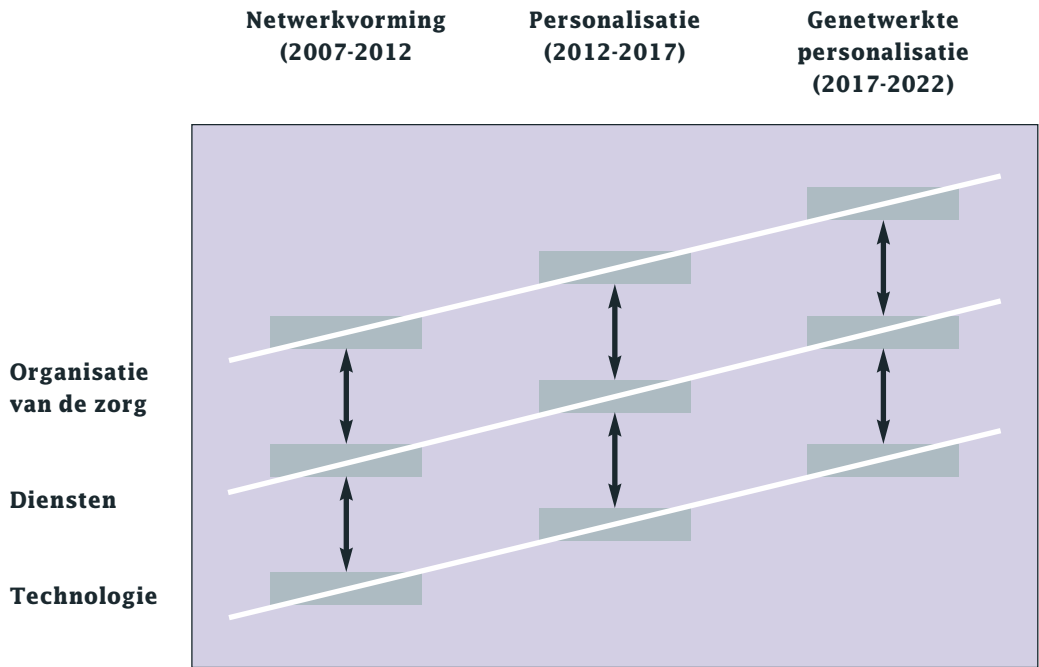 Netwerkvorming
(2007-2012
Personalisatie
(2012-2017)
Genetwerkte
personalisatie
(2017-2022)
Organisatie
van de zorg
Diensten
Technologie